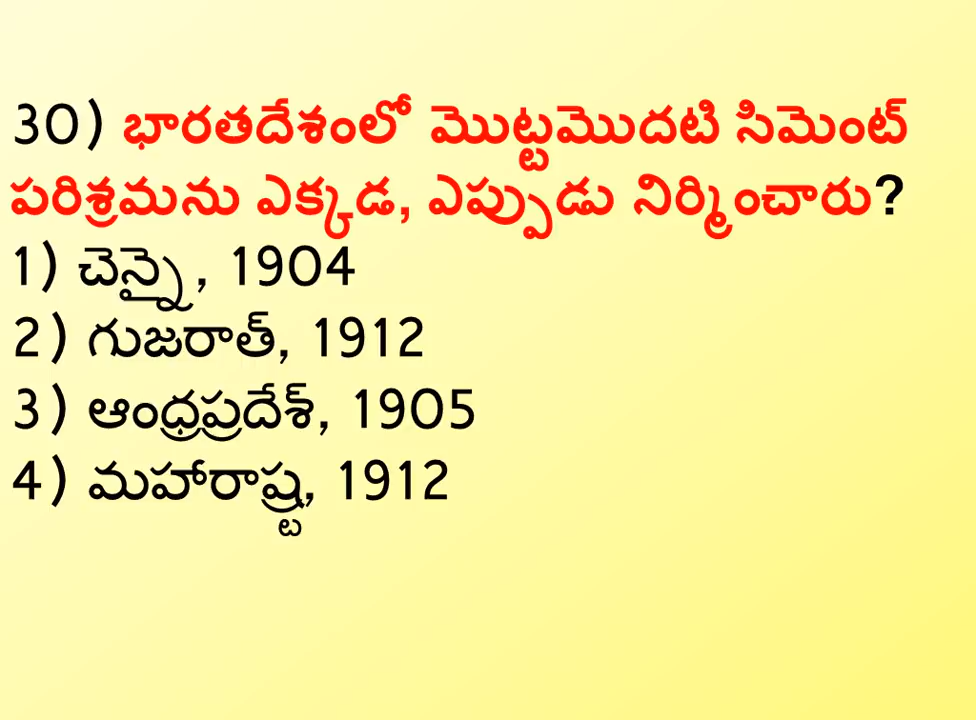 30) భారతదేశంలో మొట్టమొదటి సిమెంట్
పరిశ్రమను ఎక్కడ, ఎప్పుడు నిర్మించారు?
1) చెన్నై, 1904
2) గుజరాత్, 1912
3) ఆంధ్రప్రదేశ్, 1905
4) మహారాష్ట్ర, 1912